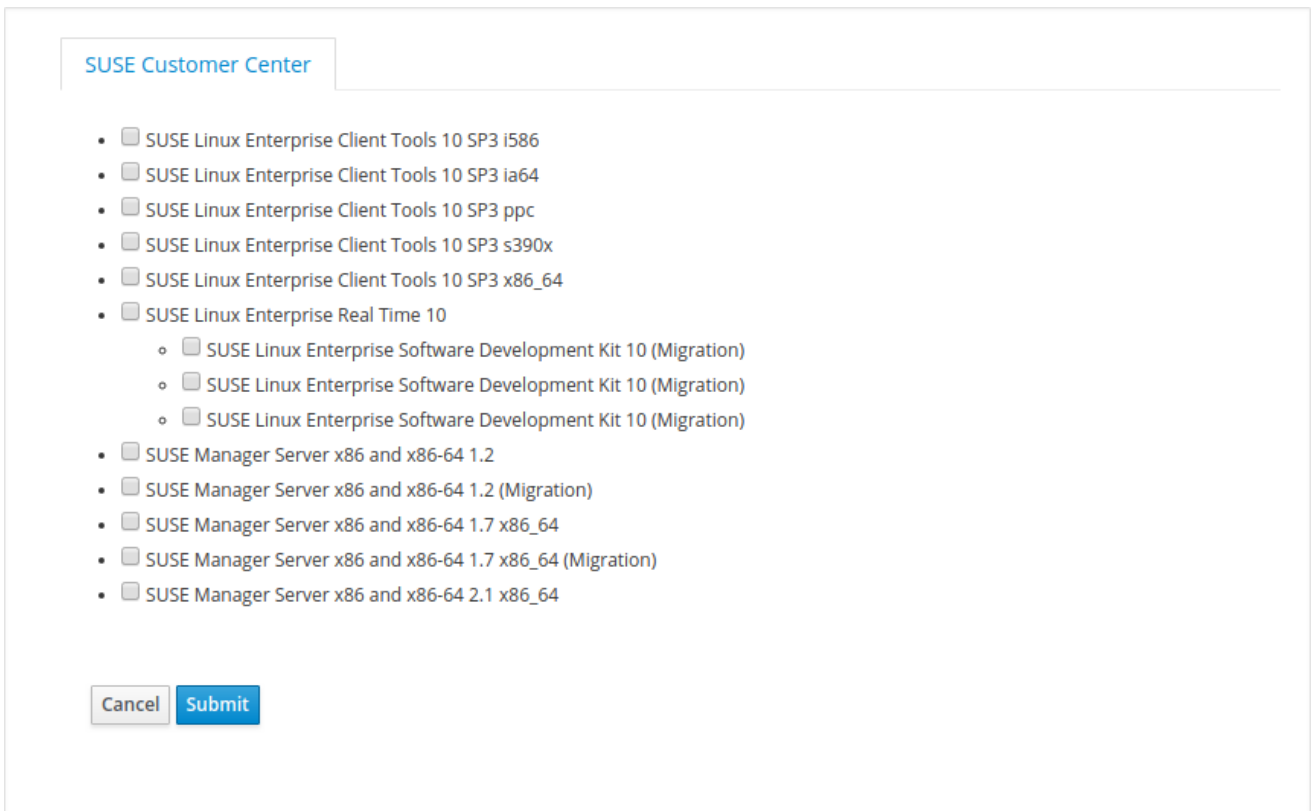 SUSE Customer Center
SUSE Linux Enterprise Client Tools 10 SP3 i586
SUSE Linux Enterprise Client Tools 10 SP3 ia64
SUSE Linux Enterprise Client Tools 10 SP3 ppc
SUSE Linux Enterprise Client Tools 10 SP3 s390x
SUSE Linux Enterprise Client Tools 10 SP3 x86_64
SUSE Linux Enterprise Real Time 10
SUSE Linux Enterprise Software Development Kit 10 (Migration)
SUSE Linux Enterprise Software Development Kit 10 (Migration)
SUSE Linux Enterprise Software Development Kit 10 (Migration)
SUSE Manager Server x86 and x86-64 1.2
SUSE Manager Server x86 and x86-64 1.2 (Migration)
SUSE Manager Server x86 and x86-64 1.7 x86_64
SUSE Manager Server x86 and x86-64 1.7 x86_64 (Migration)
SUSE Manager Server x86 and x86-64 2.1 x86_64
Cancel Submit